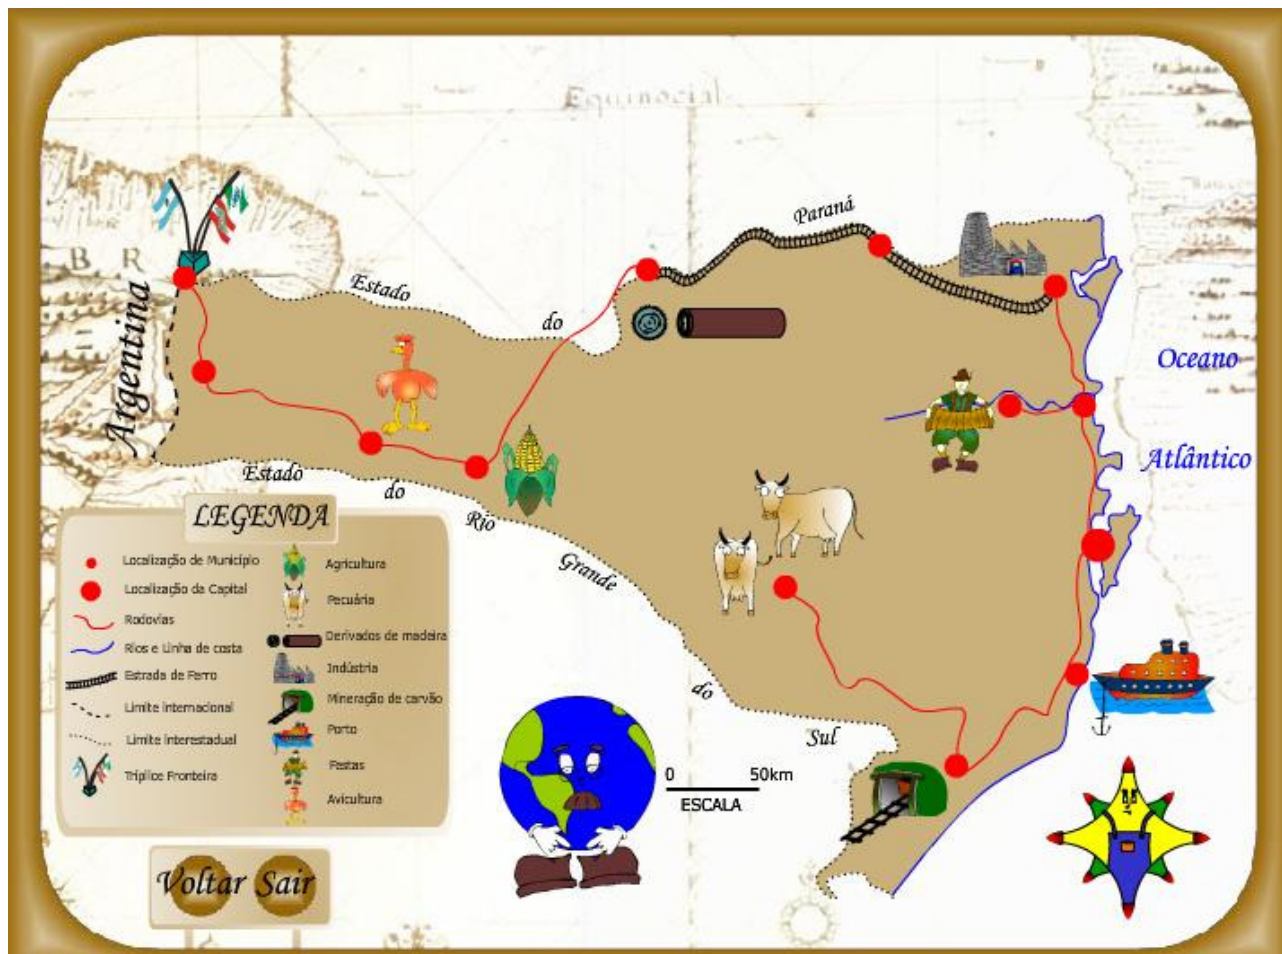 Equinocial
Paraná
B R
Estado
do
Argentina
Oceano
Atlântico
Estado
do
Rio
Grande
do
Sul
LEGENDA
Localização de Município
Localização da Capital
Rodovias
Rios e Linha de costa
Estrada de Ferro
Limite internacional
Limite interestadual
Tríplice Fronteira
Agricultura
Pecuária
Derivados de madeira
Indústria
Mineração de carvão
Porto
Festas
Avicultura
0 50km
ESCALA
Voltar Sair